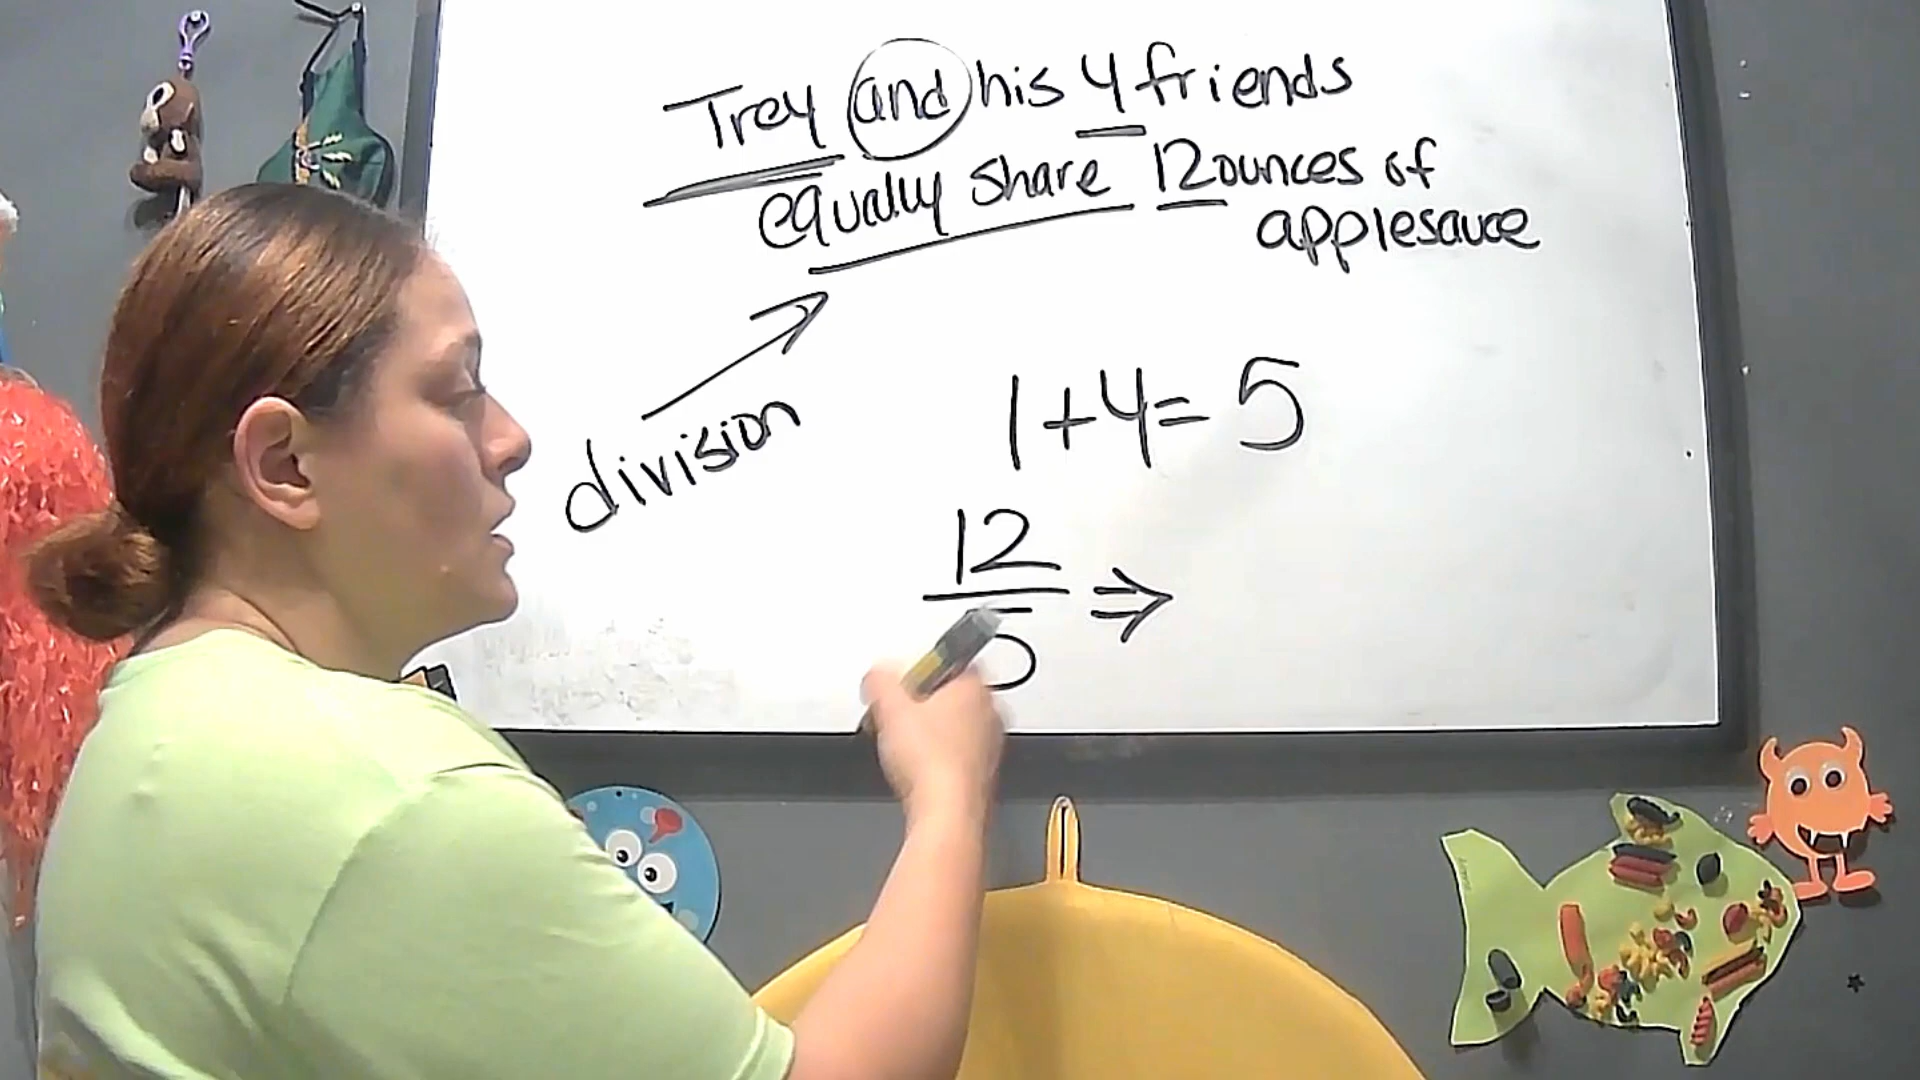 Trey and his 4 friends
equally share 12 ounces of
applesauce
division
1+4=5
12
5 ⇒